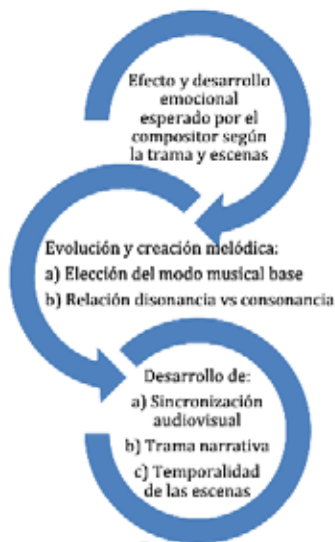 Efecto y desarrollo
emocional
esperado por el
compositor según
la trama y escenas
Evolución y creación melódica:
a) Elección del modo musical base
b) Relación disonancia vs consonancia
Desarrollo de:
a) Sincronización
audiovisual
b) Trama narrativa
c) Temporalidad
de las escenas